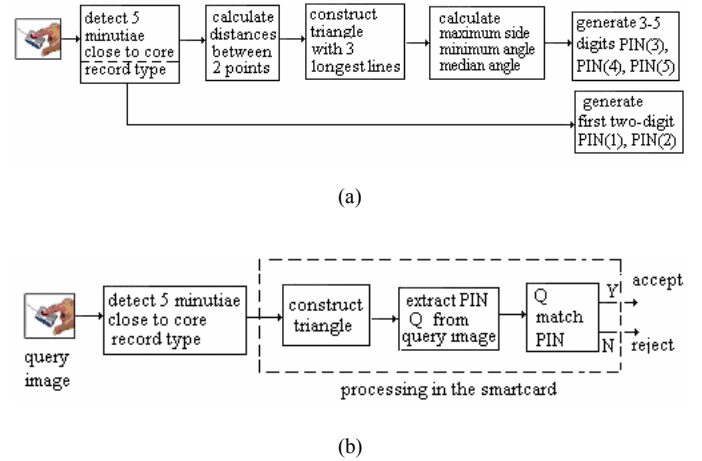 detect 5
minutiae
close to core
record type
calculate
distances
between
2 points
construct
triangle
with 3
longest lines
calculate
maximum side
minimum angle
median angle
generate 3-5
digits PIN(3),
PIN(4), PIN(5)
generate
first two-digit
PIN(1), PIN(2)
(a)
query
image
detect 5 minutiae
close to core
record type
construct
triangle
extract PIN
Q from
query image
Q
match
PIN
Y
N
accept
reject
processing in the smartcard
(b)